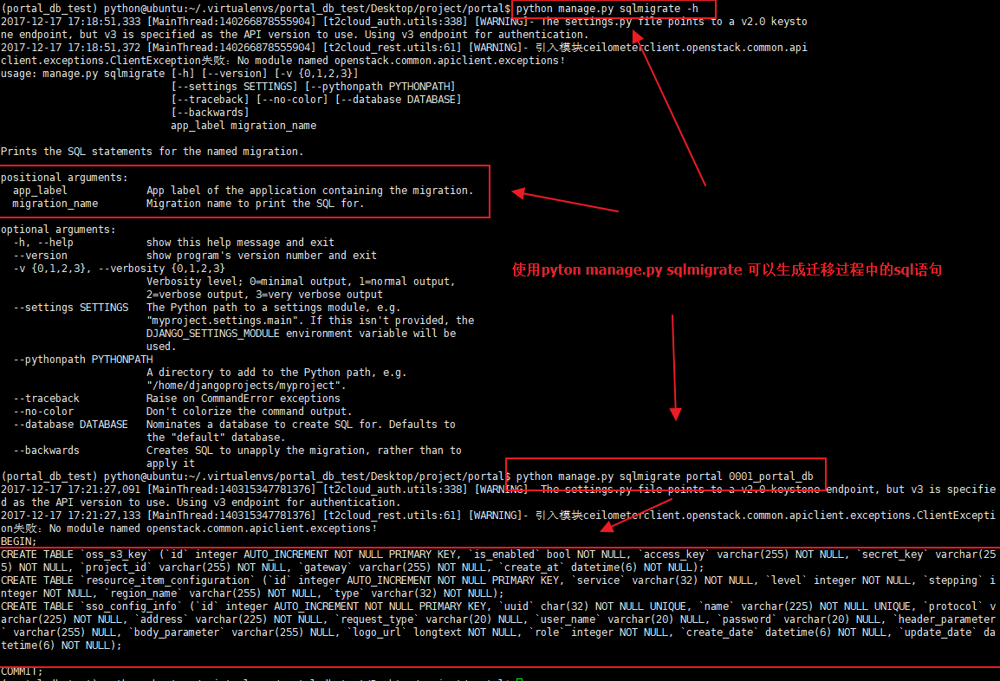 (portal_db_test) python@ubuntu:~/.virtualenvs/portal_db_test/Desktop/project/portal$ python manage.py sqlmigrate -h
2017-12-17 17:18:51,333 [MainThread:140266878555904] [t2cloud_auth.utils:338] [WARNING]- The settings.py file points to a v2.0 keysto
ne endpoint, but v3 is specified as the API version to use. Using v3 endpoint for authentication.
2017-12-17 17:18:51,372 [MainThread:140266878555904] [t2cloud_rest.utils:61] [WARNING]- 引入模块ceilometerclient.openstack.common.api
client.exceptions.ClientException失败：No module named openstack.common.apiclient.exceptions!
usage: manage.py sqlmigrate [-h] [--version] [-v {0,1,2,3}]
[--settings SETTINGS] [--pythonpath PYTHONPATH]
[--traceback] [--no-color] [--database DATABASE]
[--backwards]
app_label migration_name
Prints the SQL statements for the named migration.
positional arguments:
app_label App label of the application containing the migration.
migration_name Migration name to print the SQL for.
optional arguments:
-h, --help show this help message and exit
--version show program's version number and exit
-v {0,1,2,3}, --verbosity {0,1,2,3}
Verbosity level; 0=minimal output, 1=normal output,
2=verbose output, 3=very verbose output
--settings SETTINGS The Python path to a settings module, e.g.
"myproject.settings.main". If this isn't provided, the
DJANGO_SETTINGS_MODULE environment variable will be
used.
--pythonpath PYTHONPATH
A directory to add to the Python path, e.g.
"/home/djangoprojects/myproject".
--traceback Raise on CommandError exceptions
--no-color Don't colorize the command output.
--database DATABASE Nominates a database to create SQL for. Defaults to
the "default" database.
--backwards Creates SQL to unapply the migration, rather than to
apply it
使用pyton manage.py sqlmigrate 可以生成迁移过程中的sql语句
(portal_db_test) python@ubuntu:~/.virtualenvs/portal_db_test/Desktop/project/portal$ python manage.py sqlmigrate portal 0001_portal_db
2017-12-17 17:21:27,091 [MainThread:140315347781376] [t2cloud_auth.utils:338] [WARNING]- The settings.py file points to a v2.0 keystone endpoint, but v3 is specifie
d as the API version to use. Using v3 endpoint for authentication.
2017-12-17 17:21:27,133 [MainThread:140315347781376] [t2cloud_rest.utils:61] [WARNING]- 引入模块ceilometerclient.openstack.common.apiclient.exceptions.ClientExcepti
on失败：No module named openstack.common.apiclient.exceptions!
BEGIN;
CREATE TABLE `oss_s3_key` (`id` integer AUTO_INCREMENT NOT NULL PRIMARY KEY, `is_enabled` bool NOT NULL, `access_key` varchar(255) NOT NULL, `secret_key` varchar(25
5) NOT NULL, `project_id` varchar(255) NOT NULL, `gateway` varchar(255) NOT NULL, `create_at` datetime(6) NOT NULL);
CREATE TABLE `resource_item_configuration` (`id` integer AUTO_INCREMENT NOT NULL PRIMARY KEY, `service` varchar(32) NOT NULL, `level` integer NOT NULL, `stepping` i
nteger NOT NULL, `region_name` varchar(255) NOT NULL, `type` varchar(32) NOT NULL);
CREATE TABLE `sso_config_info` (`id` integer AUTO_INCREMENT NOT NULL PRIMARY KEY, `uuid` char(32) NOT NULL UNIQUE, `name` varchar(225) NOT NULL UNIQUE, `protocol` v
archar(225) NOT NULL, `address` varchar(225) NOT NULL, `request_type` varchar(20) NULL, `user_name` varchar(20) NULL, `password` varchar(20) NULL, `header_parameter
` varchar(255) NULL, `body_parameter` varchar(255) NULL, `logo_url` longtext NOT NULL, `role` integer NOT NULL, `create_date` datetime(6) NOT NULL, `update_date` da
tetime(6) NOT NULL);
COMMIT;